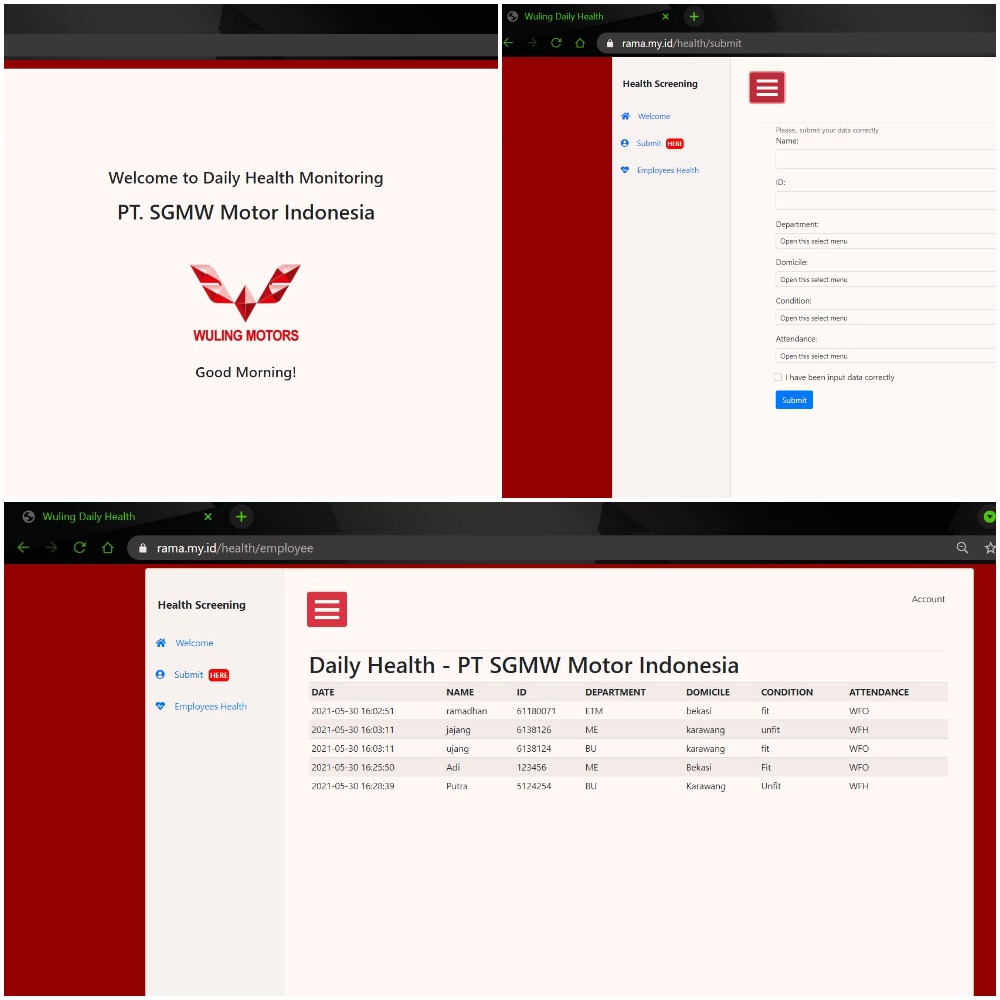 Welcome to Daily Health Monitoring
PT. SGMW Motor Indonesia
WULING MOTORS
Good Morning!
Wuling Daily Health
rama.my.id/health/submit
Health Screening
Welcome
Submit HERE
Employees Health
Please, submit your data correctly
Name:
ID:
Department:
Open this select menu
Domicile:
Open this select menu
Condition:
Open this select menu
Attendance:
Open this select menu
I have been input data correctly
Submit
Wuling Daily Health
rama.my.id/health/employee
Health Screening
Welcome
Submit HERE
Employees Health
Account
Daily Health - PT SGMW Motor Indonesia
DATE NAME ID DEPARTMENT DOMICILE CONDITION ATTENDANCE
2021-05-30 16:02:51 ramadhan 61180071 ETM bekasi fit WFO
2021-05-30 16:03:11 jajang 6138126 ME karawang unfit WFH
2021-05-30 16:03:11 ujang 6138124 BU karawang fit WFO
2021-05-30 16:25:50 Adi 123456 ME Bekasi Fit WFO
2021-05-30 16:28:39 Putra 5124254 BU Karawang Unfit WFH